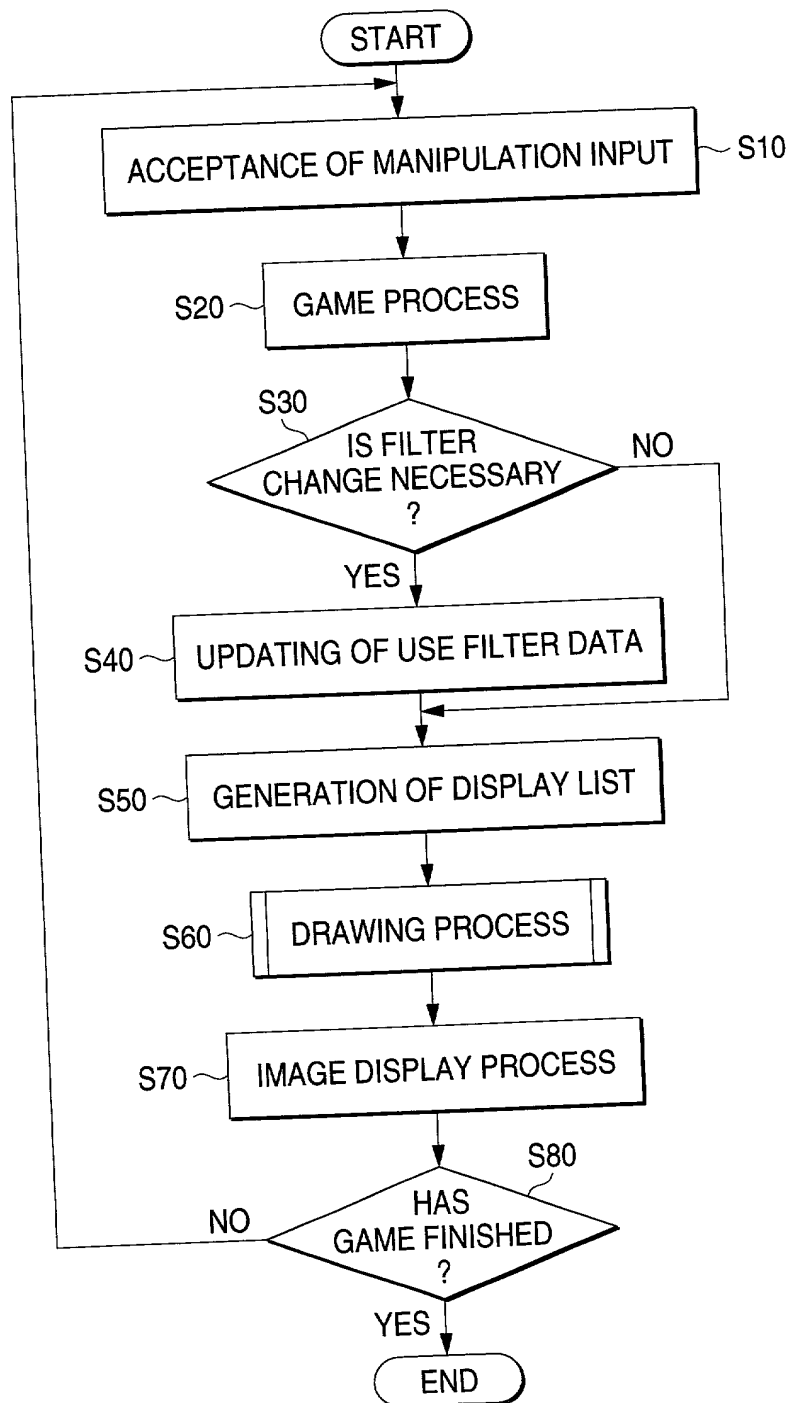 START
ACCEPTANCE OF MANIPULATION INPUT
S10
S20
GAME PROCESS
S30
IS FILTER
CHANGE NECESSARY
?
NO
YES
S40
UPDATING OF USE FILTER DATA
S50
GENERATION OF DISPLAY LIST
S60
DRAWING PROCESS
S70
IMAGE DISPLAY PROCESS
S80
HAS
GAME FINISHED
?
NO
YES
END